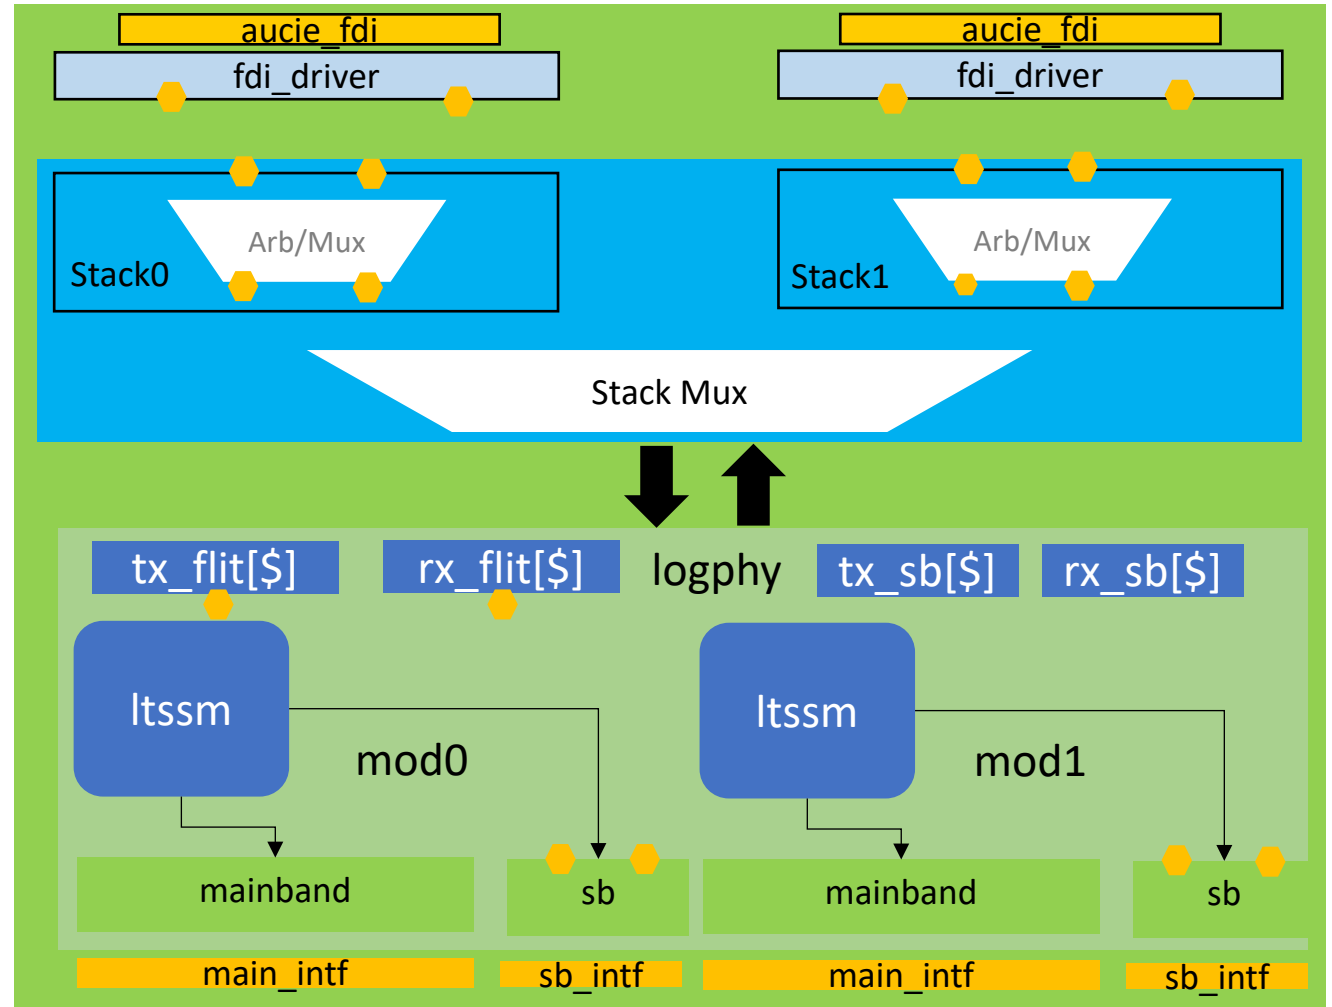 aucie_fdi
aucie_fdi
fdi_driver
fdi_driver
Arb/Mux
Arb/Mux
Stack0
Stack1
Stack Mux
tx_flit[$]
rx_flit[$]
logphy
tx_sb[$]
rx_sb[$]
ltssm
ltssm
mod0
mod1
mainband
sb
mainband
sb
main_intf
sb_intf
main_intf
sb_intf